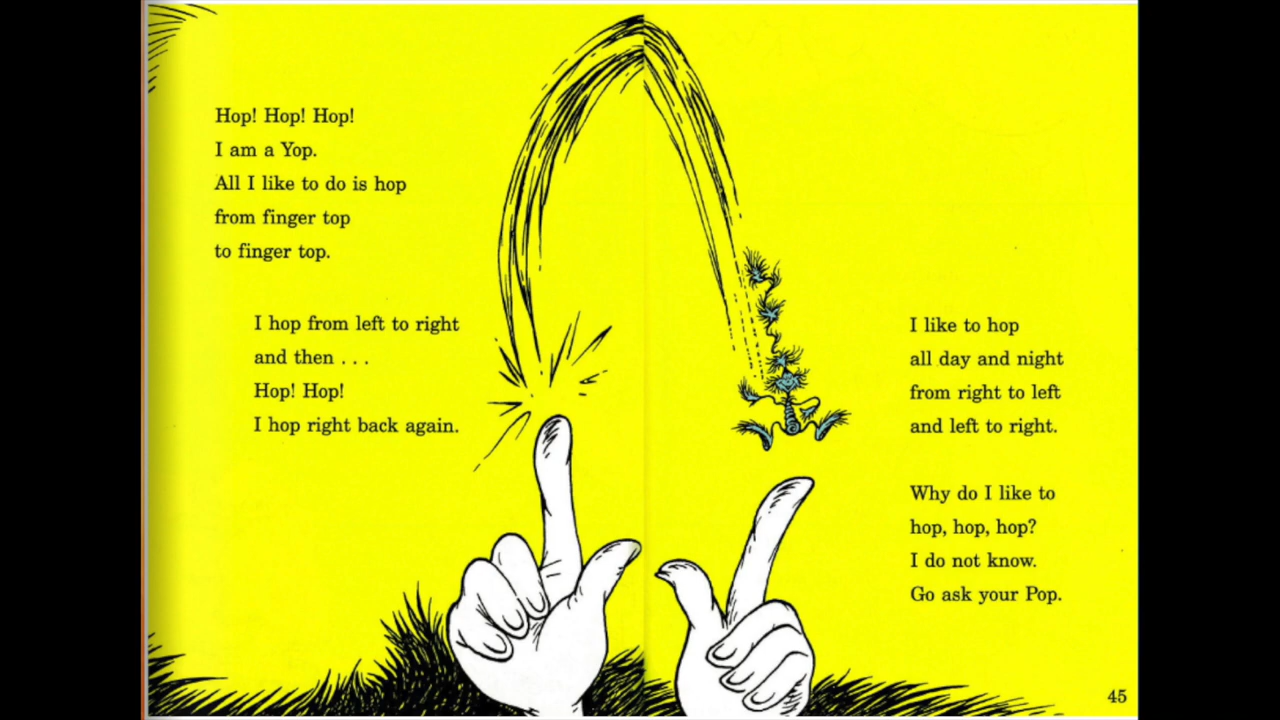 Hop! Hop! Hop!
I am a Yop.
All I like to do is hop
from finger top
to finger top.
I hop from left to right
and then . . .
Hop! Hop!
I hop right back again.
I like to hop
all day and night
from right to left
and left to right.
Why do I like to
hop, hop, hop?
I do not know.
Go ask your Pop.
45